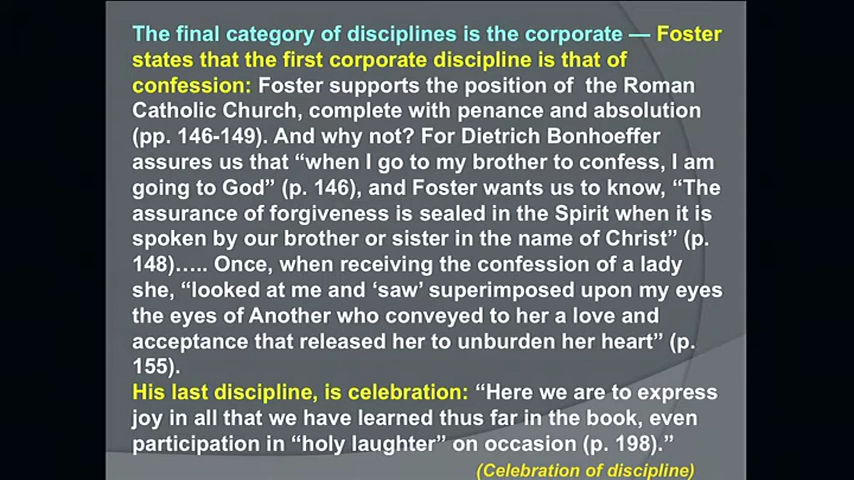 The final category of disciplines is the corporate — Foster
states that the first corporate discipline is that of
confession: Foster supports the position of the Roman
Catholic Church, complete with penance and absolution
(pp. 146-149). And why not? For Dietrich Bonhoeffer
assures us that “when I go to my brother to confess, I am
going to God” (p. 146), and Foster wants us to know, “The
assurance of forgiveness is sealed in the Spirit when it is
spoken by our brother or sister in the name of Christ” (p.
148)….. Once, when receiving the confession of a lady
she, “looked at me and ‘saw’ superimposed upon my eyes
the eyes of Another who conveyed to her a love and
acceptance that released her to unburden her heart” (p.
155).
His last discipline, is celebration: “Here we are to express
joy in all that we have learned thus far in the book, even
participation in “holy laughter” on occasion (p. 198).”
(Celebration of discipline)